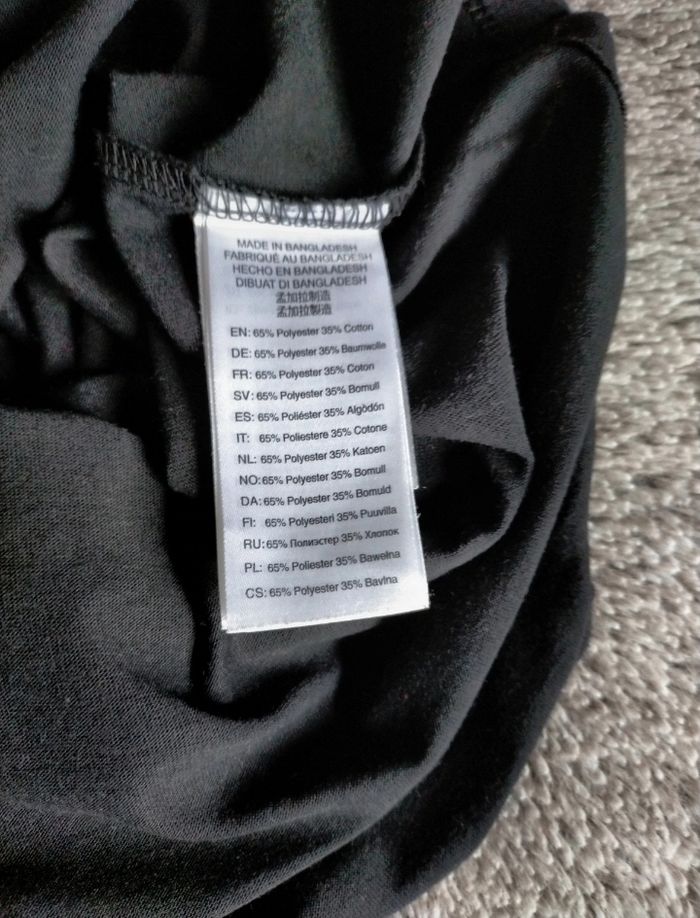 MADE IN BANGLADESH
FABRIQUÉ AU BANGLADESH
HECHO EN BANGLADESH
DIBUAT DI BANGLADESH
孟加拉制造
孟加拉製造
EN: 65% Polyester 35% Cotton
DE: 65% Polyester 35% Baumwolle
FR: 65% Polyester 35% Coton
SV: 65% Polyester 35% Bomull
ES: 65% Poliéster 35% Algodón
IT: 65% Poliestere 35% Cotone
NL: 65% Polyester 35% Katoen
NO: 65% Polyester 35% Bomull
DA: 65% Polyester 35% Bomuld
FI: 65% Polyesteri 35% Puuvilla
RU: 65% Полиэстер 35% Хлопок
PL: 65% Poliester 35% Bawełna
CS: 65% Polyester 35% Bavlna